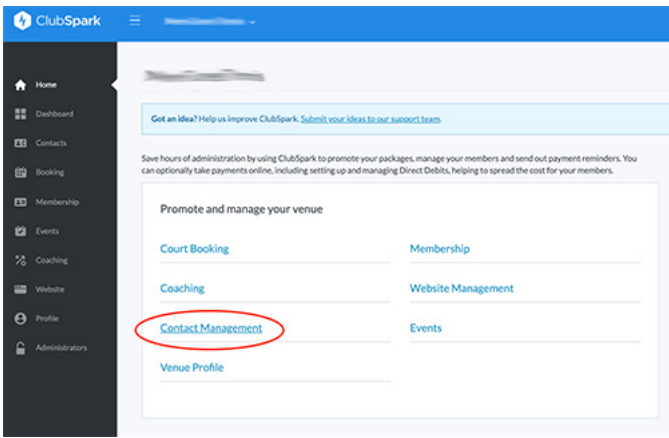 ClubSpark
Home
Dashboard
Contacts
Booking
Membership
Events
Coaching
Website
Profile
Administrators
Got an idea? Help us improve ClubSpark. Submit your ideas to our support team.
Save hours of administration by using ClubSpark to promote your packages, manage your members and send out payment reminders. You
can optionally take payments online, including setting up and managing Direct Debits, helping to spread the cost for your members.
Promote and manage your venue
Court Booking
Membership
Coaching
Website Management
Contact Management
Events
Venue Profile